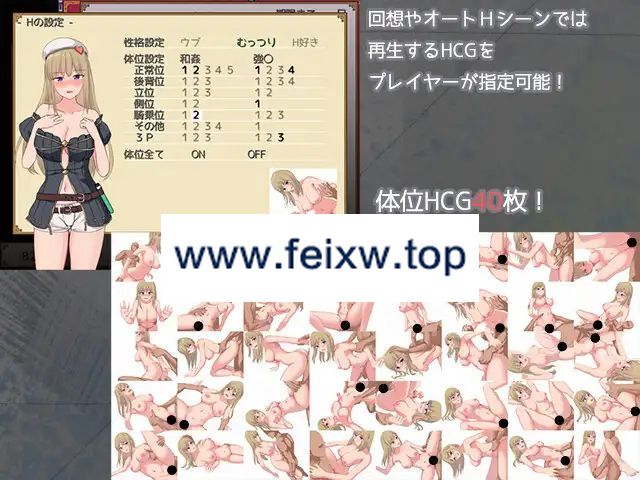 - Hの設定 -
回想やオートHシーンでは
再生するHCGを
プレイヤーが指定可能！
性格設定 ウブ むっつり H好き
体位設定 和姦 強〇
正常位 1 2 3 4 5 1 2 3 4
後背位 1 2 3 1 2 3 4
立位 1 2 3 1 2
側位 1 2 1
騎乗位 1 2 1 2 3
その他 1 2 3 4 1
3P 1 2 1 2 3
体位全て ON OFF
体位HCG40枚！
www.feixw.top